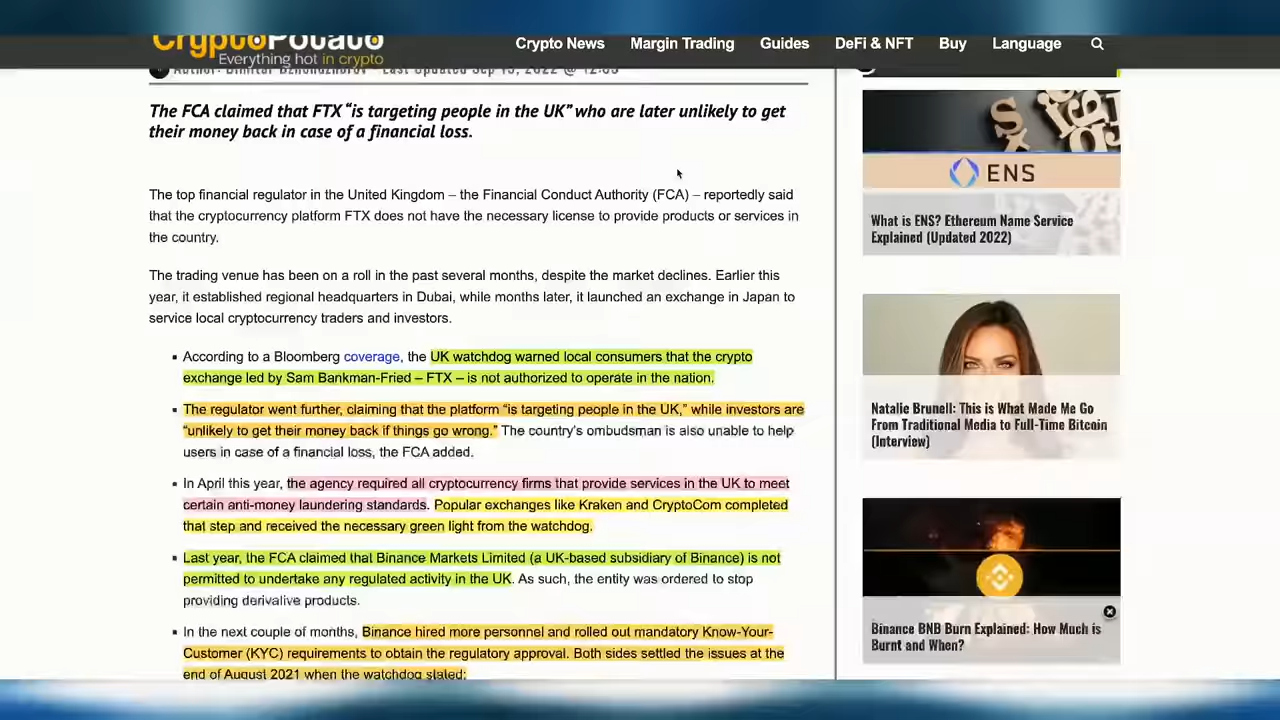 CryptoPotato
Everything hot in crypto
Crypto News Margin Trading Guides DeFi & NFT Buy Language
Author: Dimitar Dzhondzhorov Last Updated Sep 15, 2022 @ 12:05
The FCA claimed that FTX “is targeting people in the UK” who are later unlikely to get
their money back in case of a financial loss.
The top financial regulator in the United Kingdom – the Financial Conduct Authority (FCA) – reportedly said
that the cryptocurrency platform FTX does not have the necessary license to provide products or services in
the country.
The trading venue has been on a roll in the past several months, despite the market declines. Earlier this
year, it established regional headquarters in Dubai, while months later, it launched an exchange in Japan to
service local cryptocurrency traders and investors.
▪ According to a Bloomberg coverage, the UK watchdog warned local consumers that the crypto
exchange led by Sam Bankman-Fried – FTX – is not authorized to operate in the nation.
▪ The regulator went further, claiming that the platform “is targeting people in the UK,” while investors are
“unlikely to get their money back if things go wrong.” The country’s ombudsman is also unable to help
users in case of a financial loss, the FCA added.
▪ In April this year, the agency required all cryptocurrency firms that provide services in the UK to meet
certain anti-money laundering standards. Popular exchanges like Kraken and CryptoCom completed
that step and received the necessary green light from the watchdog.
▪ Last year, the FCA claimed that Binance Markets Limited (a UK-based subsidiary of Binance) is not
permitted to undertake any regulated activity in the UK. As such, the entity was ordered to stop
providing derivative products.
▪ In the next couple of months, Binance hired more personnel and rolled out mandatory Know-Your-
Customer (KYC) requirements to obtain the regulatory approval. Both sides settled the issues at the
end of August 2021 when the watchdog stated:
ENS
What is ENS? Ethereum Name Service
Explained (Updated 2022)
Natalie Brunell: This is What Made Me Go
From Traditional Media to Full-Time Bitcoin
(Interview)
Binance BNB Burn Explained: How Much is
Burnt and When?